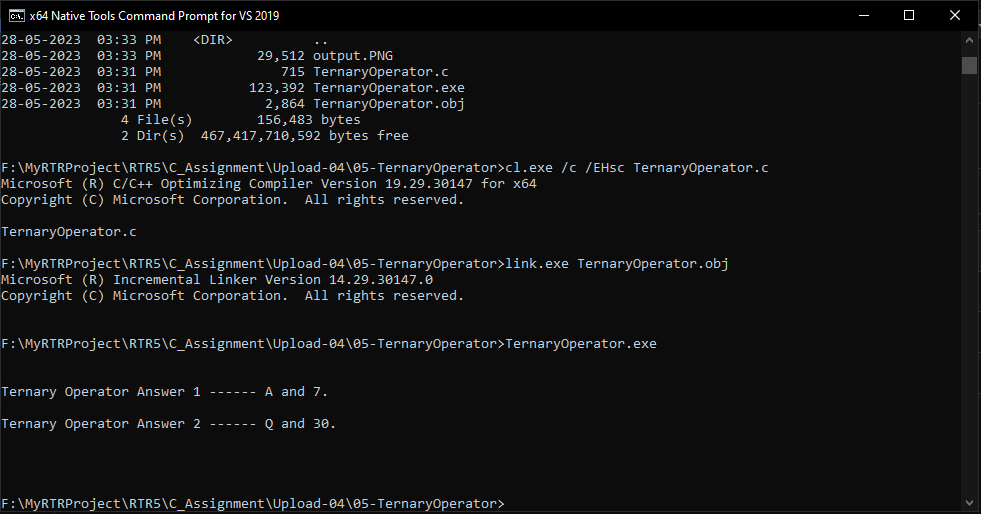 x64 Native Tools Command Prompt for VS 2019
28-05-2023  03:33 PM    <DIR>          ..
28-05-2023  03:33 PM            29,512 output.PNG
28-05-2023  03:31 PM               715 TernaryOperator.c
28-05-2023  03:31 PM           123,392 TernaryOperator.exe
28-05-2023  03:31 PM             2,864 TernaryOperator.obj
               4 File(s)        156,483 bytes
               2 Dir(s)  467,417,710,592 bytes free
F:\MyRTRProject\RTR5\C_Assignment\Upload-04\05-TernaryOperator>cl.exe /c /EHsc TernaryOperator.c
Microsoft (R) C/C++ Optimizing Compiler Version 19.29.30147 for x64
Copyright (C) Microsoft Corporation.  All rights reserved.
TernaryOperator.c
F:\MyRTRProject\RTR5\C_Assignment\Upload-04\05-TernaryOperator>link.exe TernaryOperator.obj
Microsoft (R) Incremental Linker Version 14.29.30147.0
Copyright (C) Microsoft Corporation.  All rights reserved.
F:\MyRTRProject\RTR5\C_Assignment\Upload-04\05-TernaryOperator>TernaryOperator.exe
Ternary Operator Answer 1 ------ A and 7.
Ternary Operator Answer 2 ------ Q and 30.
F:\MyRTRProject\RTR5\C_Assignment\Upload-04\05-TernaryOperator>